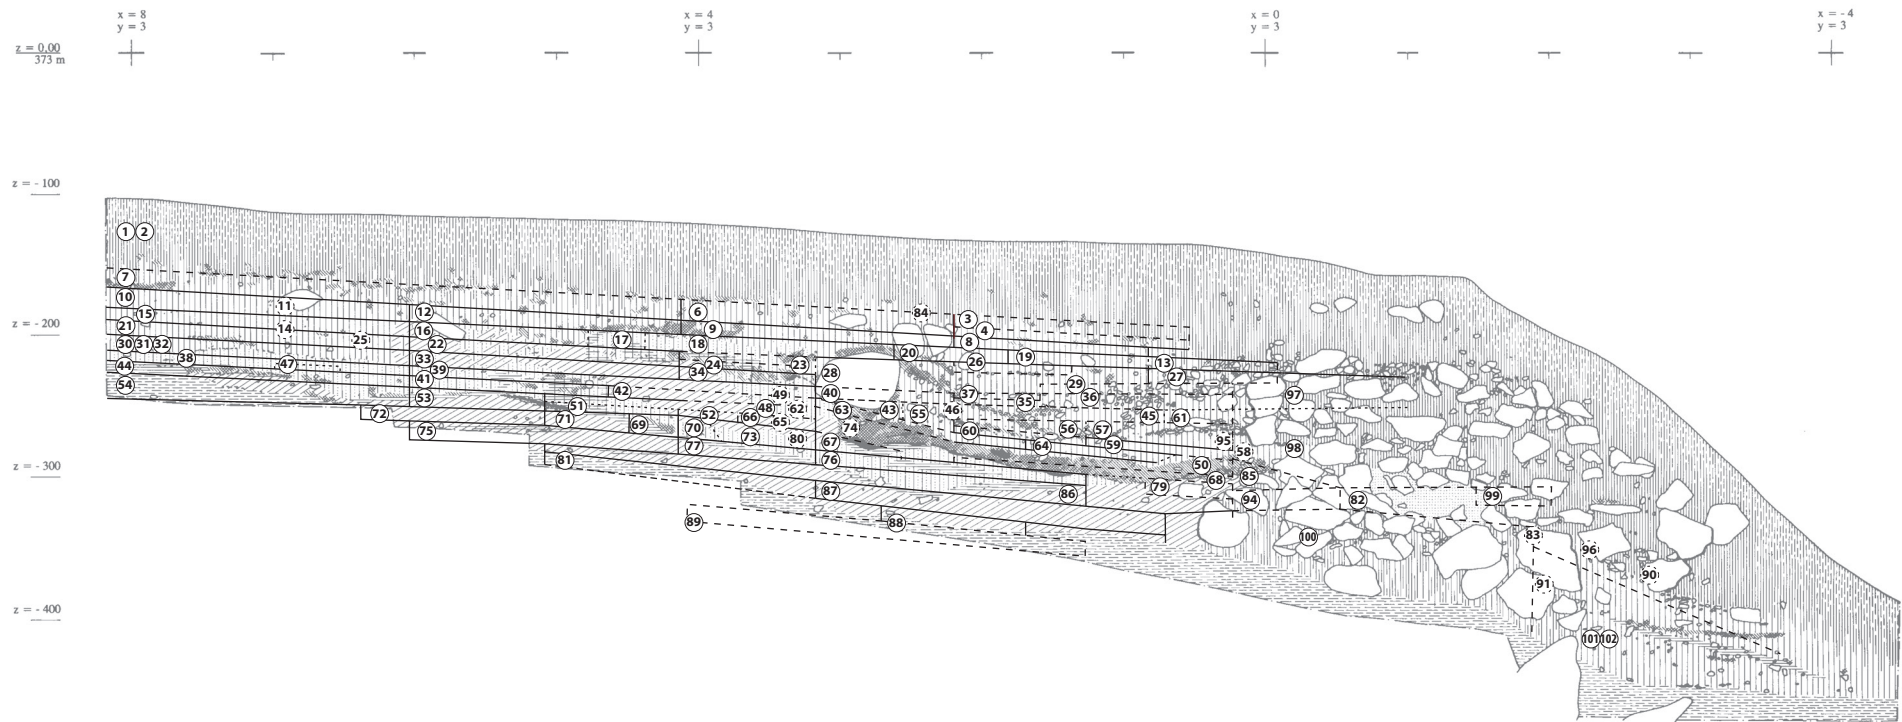 x = 8 x = 4 x = 0 x = - 4
y = 3 y = 3 y = 3 y = 3
z = 0,00
373 m
z = - 100
1 2
7
10 11 12 6 84 3
15 14 16 9 4
21 25 17 18 8
30 31 32 22 20 19
38 33 24 23 26 13
44 47 39 34 28 29 27
54 41 42 49 40 37 36 97
53 51 48 62 63 43 55 46 35 45 61
72 71 69 52 66 65 74 56 57
75 70 73 80 67 60 64 59 95 58 98
81 77 76 50 85
87 86 79 68 94 82 99
89 88 100 83 96
91 90
101 102
z = - 200
z = - 300
z = - 400